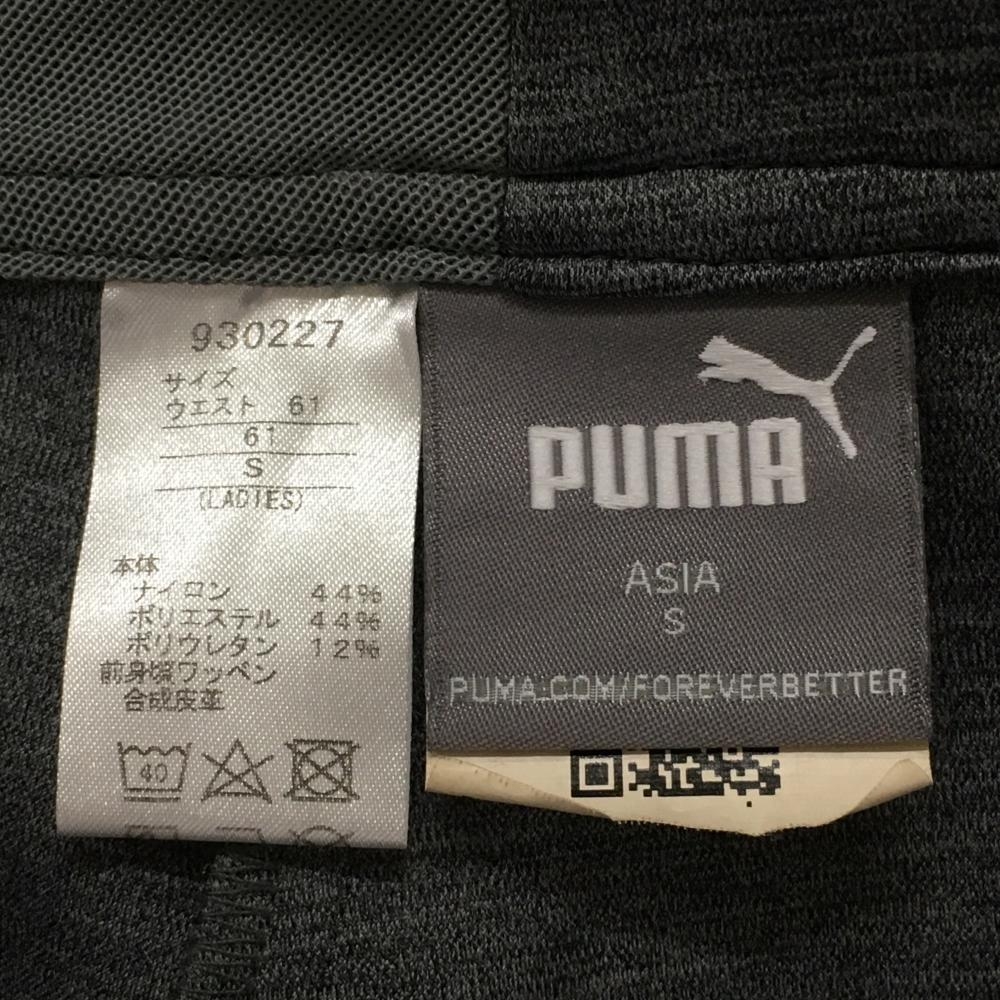 930227
サイズ
ウエスト 61
61
S
(LADIES)
本体
ナイロン 44%
ポリエステル 44%
ポリウレタン 12%
前身頃ワッペン
合成皮革
40
PUMA
ASIA
S
PUMA.COM/FOREVERBETTER